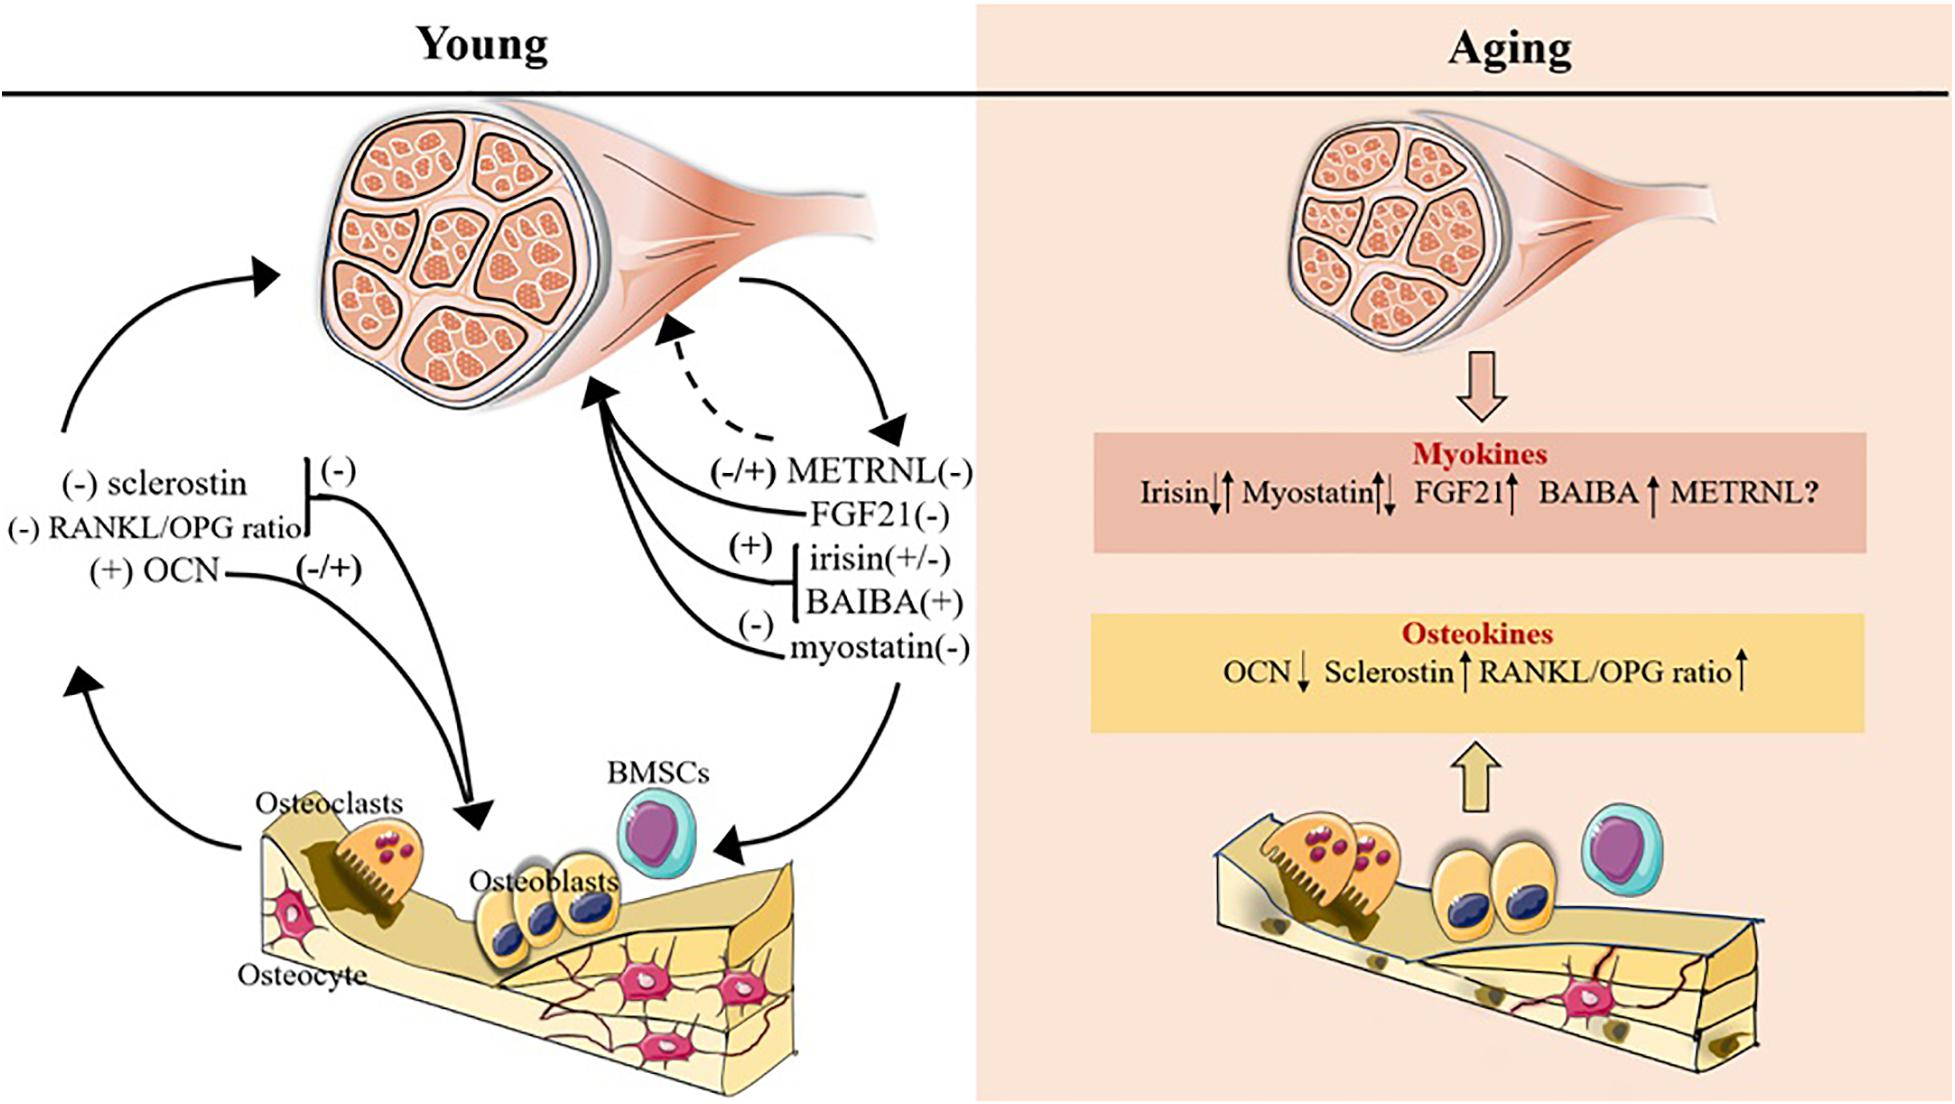 Young
Aging
(-) sclerostin
(-)
(-) RANKL/OPG ratio
(+) OCN
(-/+)
(-/+) METRNL(-)
FGF21(-)
(+)
irisin(+/-)
BAIBA(+)
(-)
myostatin(-)
BMSCs
Osteoclasts
Osteoblasts
Osteocyte
Myokines
Irisin↓↑ Myostatin↑↓ FGF21↑ BAIBA↑ METRNL?
Osteokines
OCN↓ Sclerostin↑ RANKL/OPG ratio↑